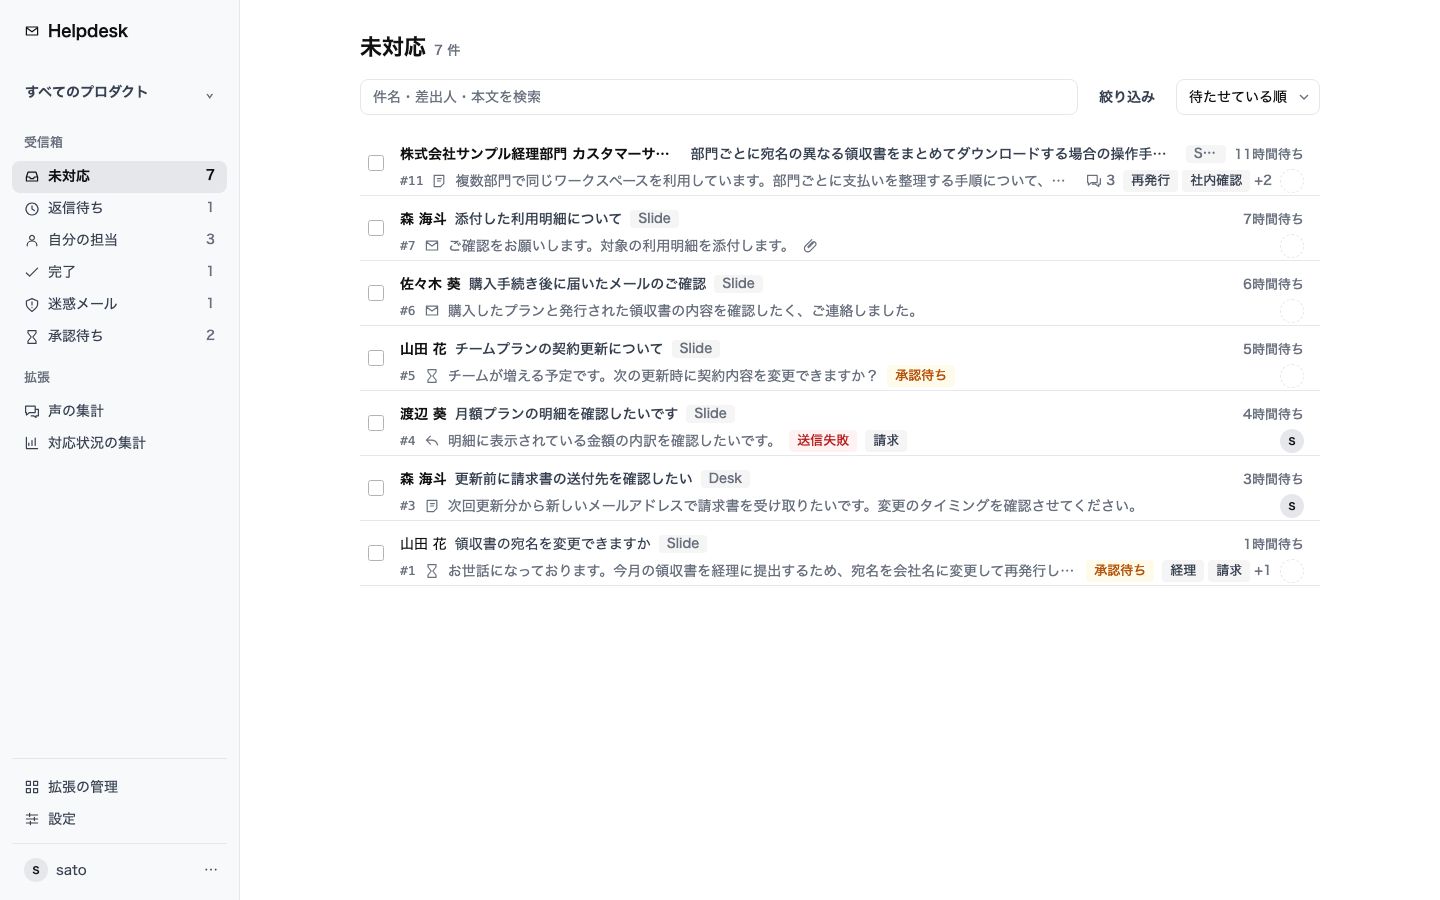 Helpdesk
すべてのプロダクト
受信箱
未対応 7
返信待ち 1
自分の担当 3
完了 1
迷惑メール 1
承認待ち 2
拡張
声の集計
対応状況の集計
拡張の管理
設定
S sato …
未対応 7 件
件名・差出人・本文を検索 絞り込み 待たせている順
株式会社サンプル経理部門 カスタマーサ… 部門ごとに宛名の異なる領収書をまとめてダウンロードする場合の操作手… S… 11時間待ち
#11 複数部門で同じワークスペースを利用しています。部門ごとに支払いを整理する手順について、… 3 再発行 社内確認 +2
森 海斗 添付した利用明細について Slide 7時間待ち
#7 ご確認をお願いします。対象の利用明細を添付します。
佐々木 葵 購入手続き後に届いたメールのご確認 Slide 6時間待ち
#6 購入したプランと発行された領収書の内容を確認したく、ご連絡しました。
山田 花 チームプランの契約更新について Slide 5時間待ち
#5 チームが増える予定です。次の更新時に契約内容を変更できますか？ 承認待ち
渡辺 葵 月額プランの明細を確認したいです Slide 4時間待ち
#4 明細に表示されている金額の内訳を確認したいです。 送信失敗 請求 S
森 海斗 更新前に請求書の送付先を確認したい Desk 3時間待ち
#3 次回更新分から新しいメールアドレスで請求書を受け取りたいです。変更のタイミングを確認させてください。 S
山田 花 領収書の宛名を変更できますか Slide 1時間待ち
#1 お世話になっております。今月の領収書を経理に提出するため、宛名を会社名に変更して再発行し… 承認待ち 経理 請求 +1